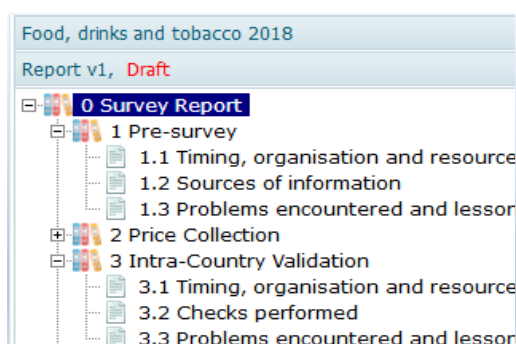 Food, drinks and tobacco 2018
Report v1, Draft
0 Survey Report
1 Pre-survey
1.1 Timing, organisation and resource
1.2 Sources of information
1.3 Problems encountered and lesson
2 Price Collection
3 Intra-Country Validation
3.1 Timing, organisation and resource
3.2 Checks performed
3.3 Problems encountered and lesson